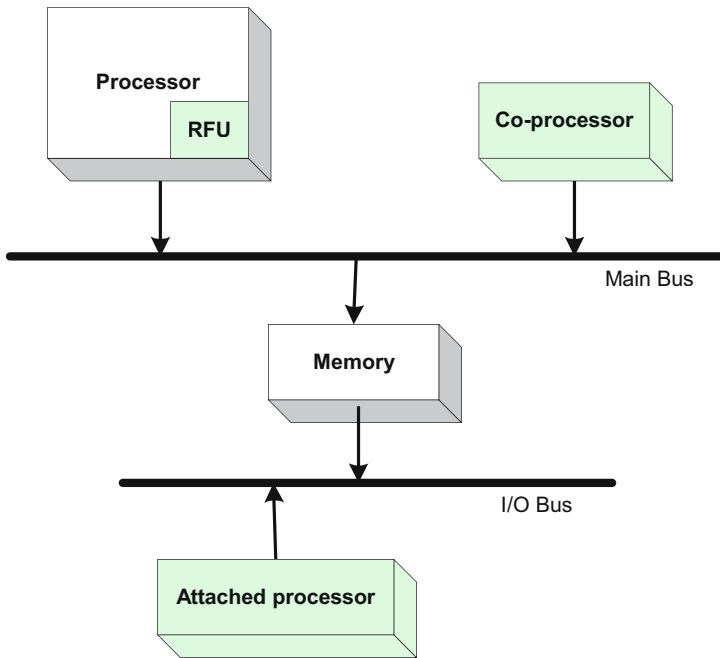 Processor
RFU
Co-processor
Main Bus
Memory
I/O Bus
Attached processor